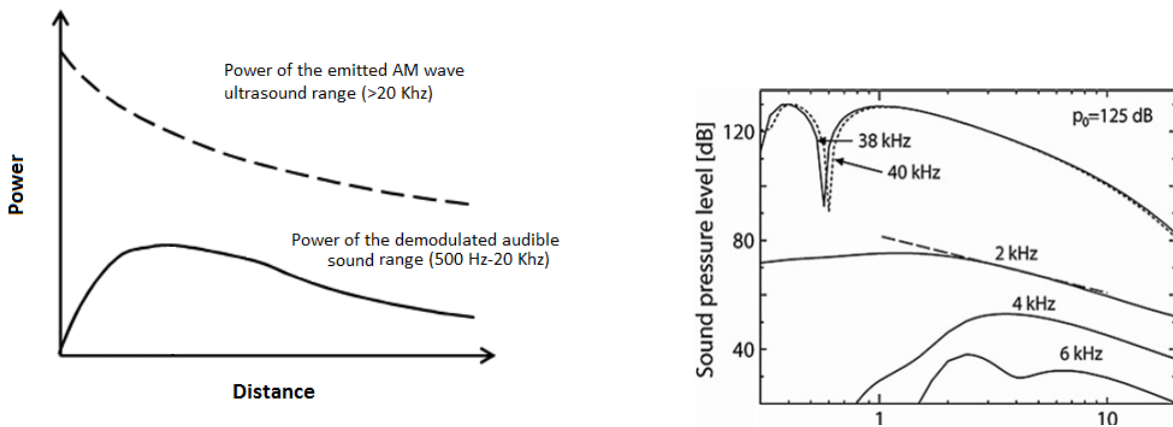 Power of the emitted AM wave
ultrasound range (>20 Khz)
Power
Power of the demodulated audible
sound range (500 Hz-20 Khz)
Distance
Sound pressure level [dB]
120
80
40
p₀=125 dB
38 kHz
40 kHz
2 kHz
4 kHz
6 kHz
1
10